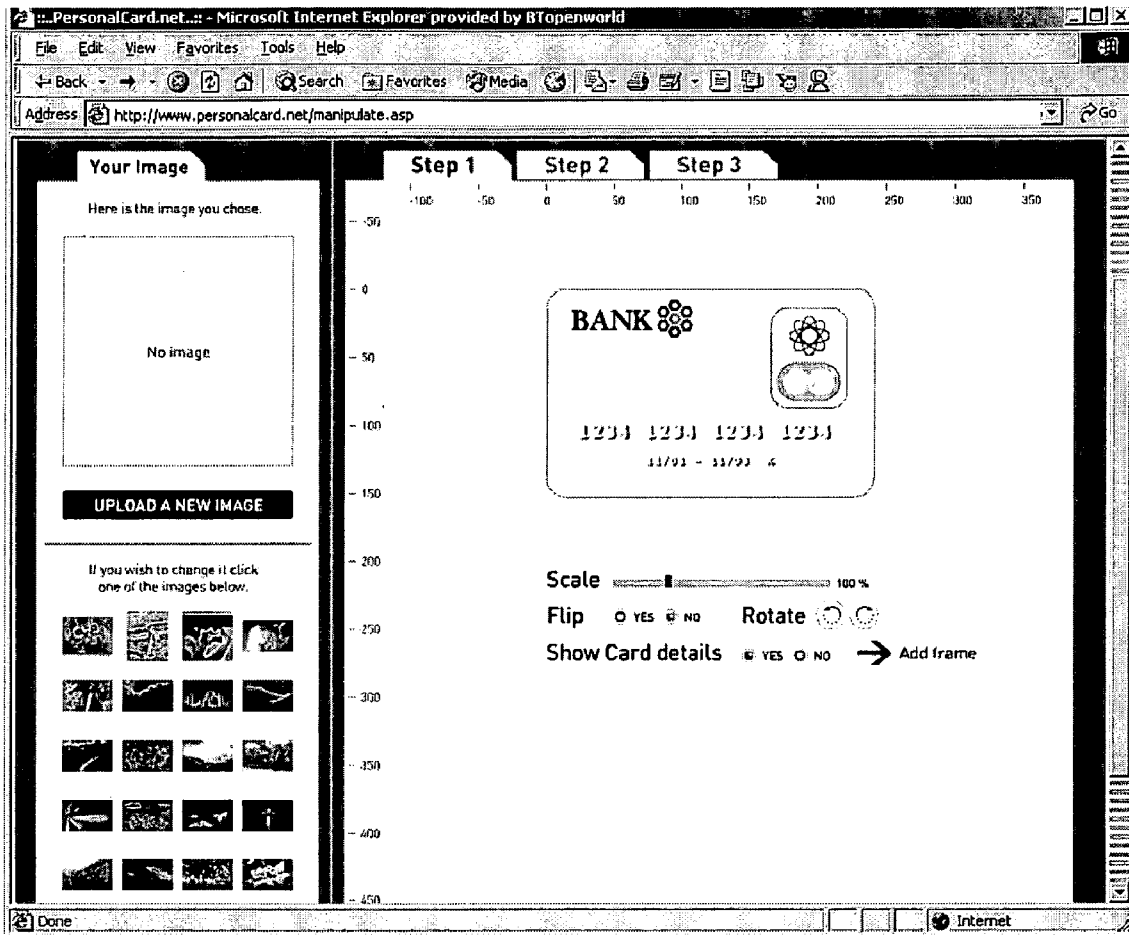 ::..PersonalCard.net..:: - Microsoft Internet Explorer provided by BTopenworld
File Edit View Favorites Tools Help
Back Search Favorites Media
Address http://www.personalcard.net/manipulate.asp Go
Your Image
Here is the image you chose.
No image
UPLOAD A NEW IMAGE
If you wish to change it click
one of the images below.
Step 1 Step 2 Step 3
-100 -50 0 50 100 150 200 250 300 350
-50
0
50
100
150
200
250
300
350
400
450
BANK
1234 1234 1234 1234
Scale 100 %
Flip YES NO Rotate
Show Card details YES NO Add frame
Done Internet